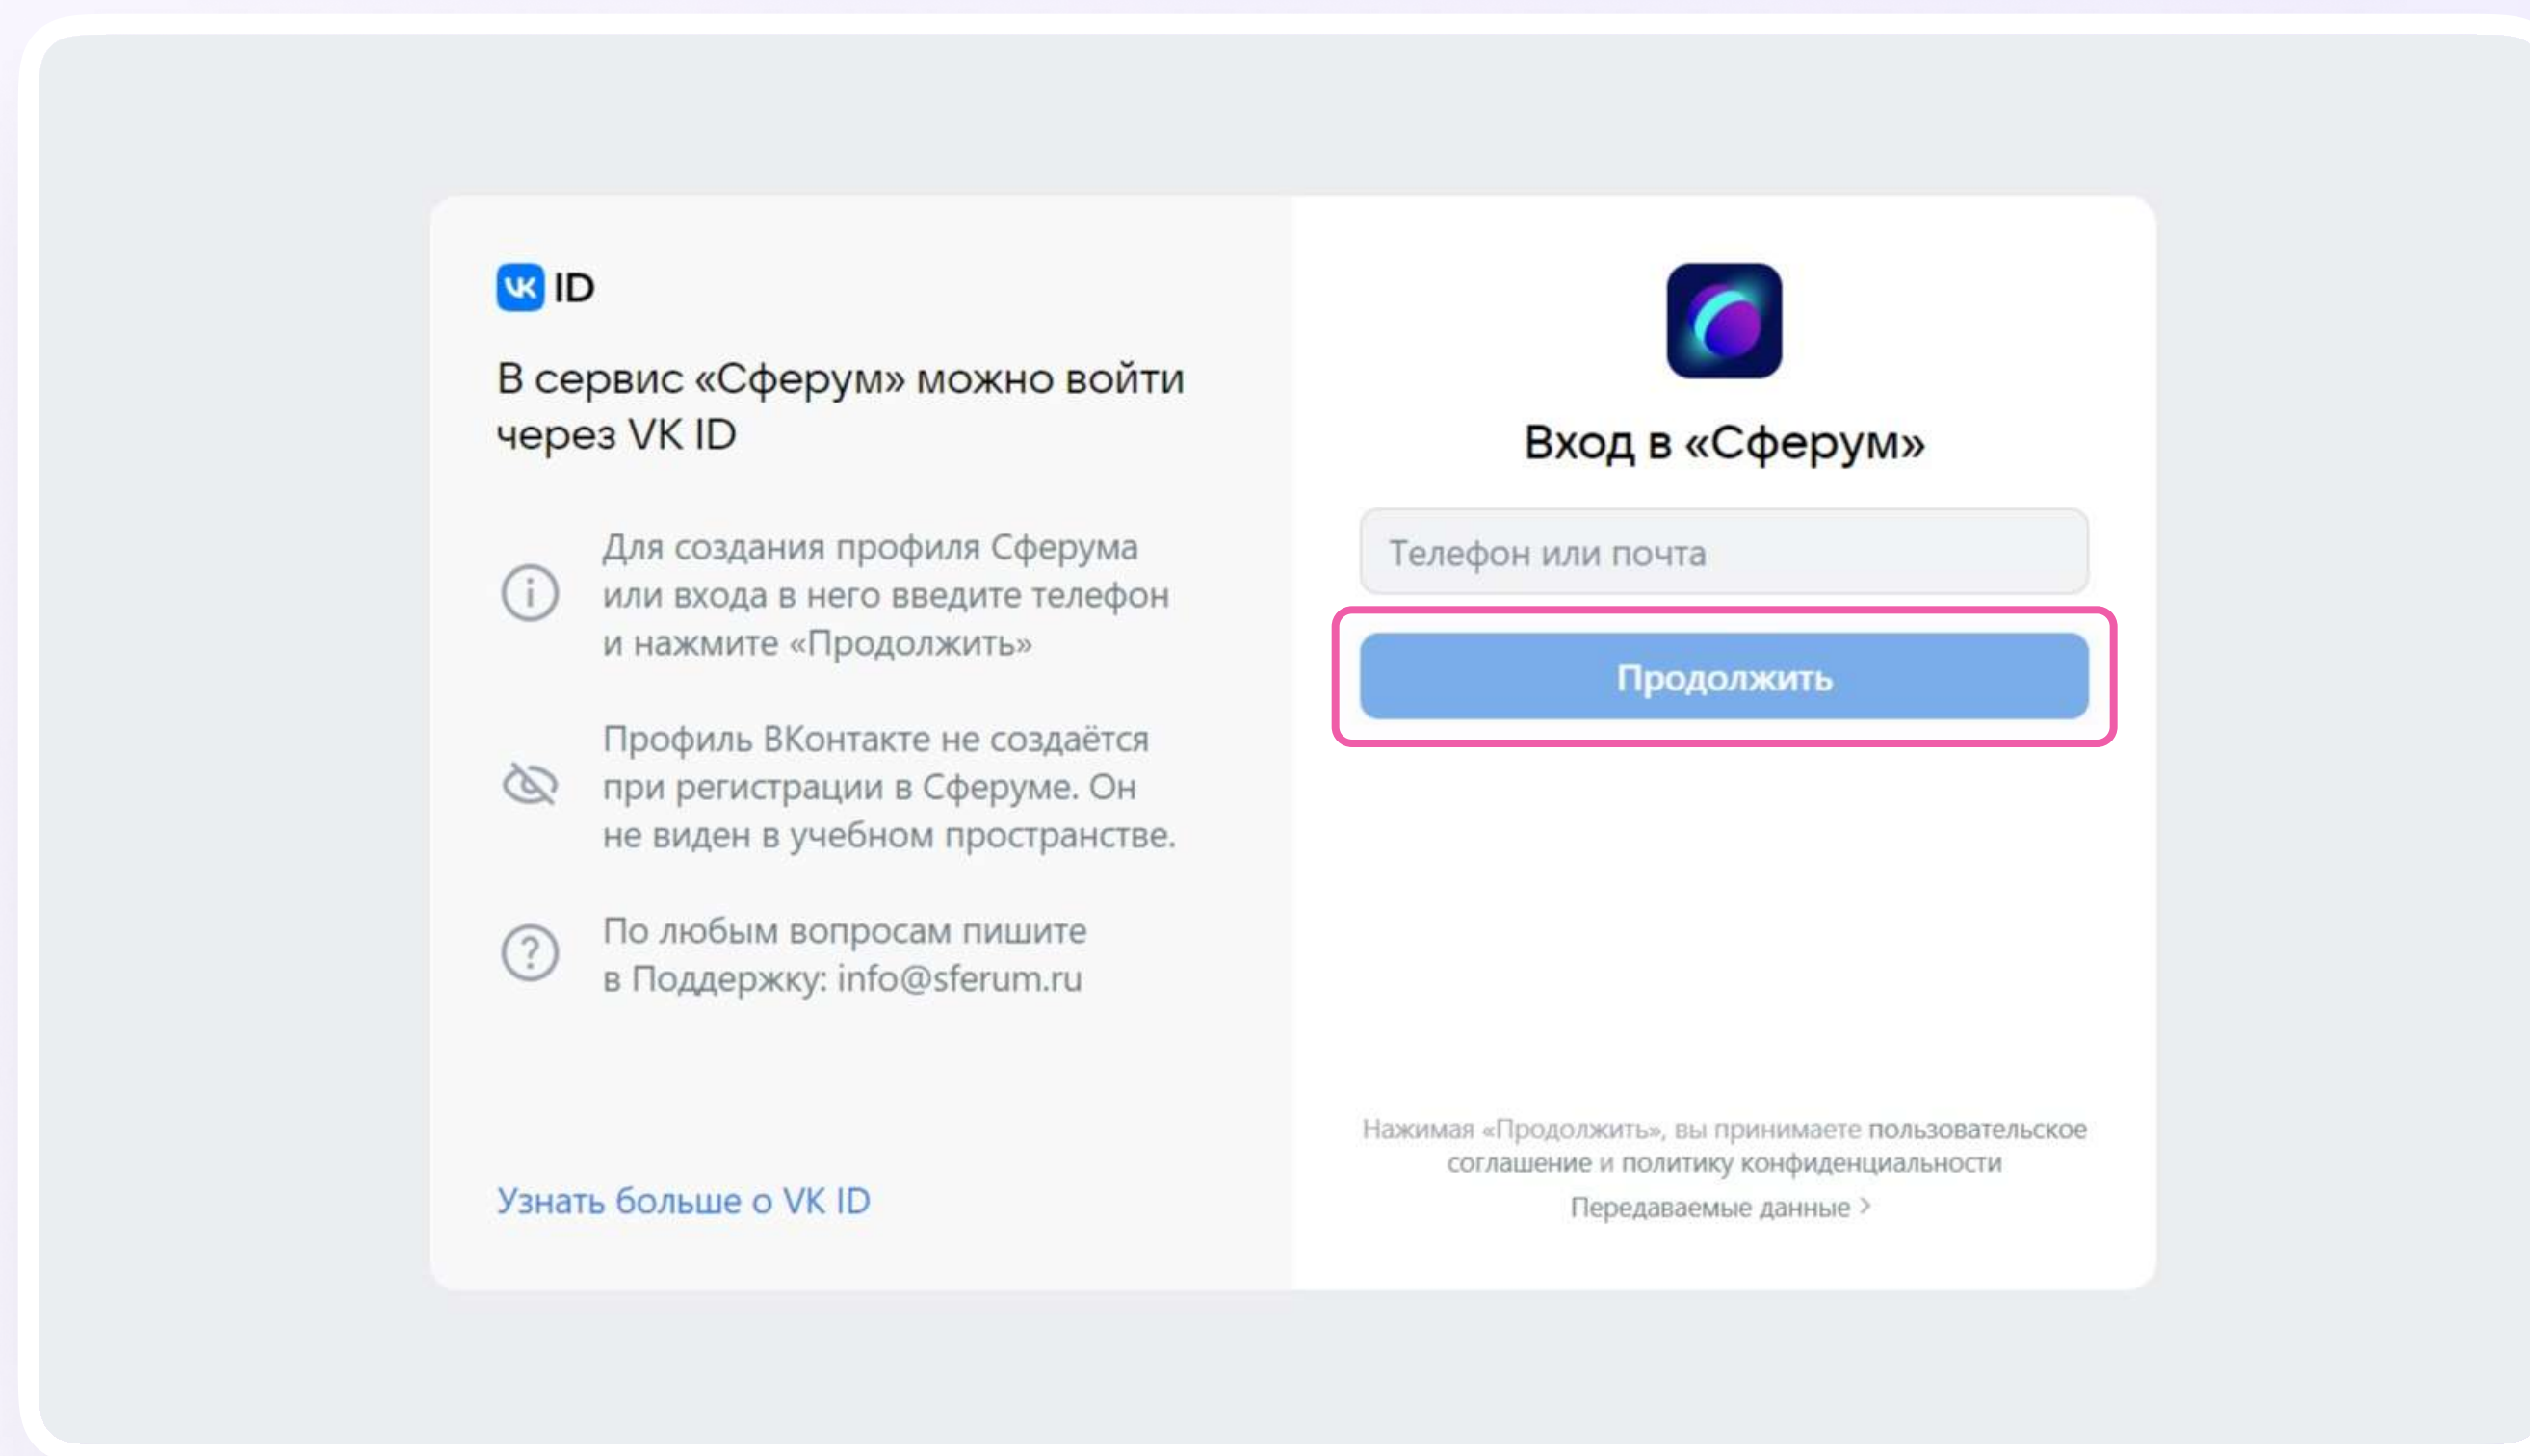 VK ID
В сервис «Сферум» можно войти
через VK ID
Для создания профиля Сферума
или входа в него введите телефон
и нажмите «Продолжить»
Профиль ВКонтакте не создаётся
при регистрации в Сферуме. Он
не виден в учебном пространстве.
По любым вопросам пишите
в Поддержку: info@sferum.ru
Узнать больше о VK ID
Вход в «Сферум»
Телефон или почта
Продолжить
Нажимая «Продолжить», вы принимаете пользовательское
соглашение и политику конфиденциальности
Передаваемые данные >